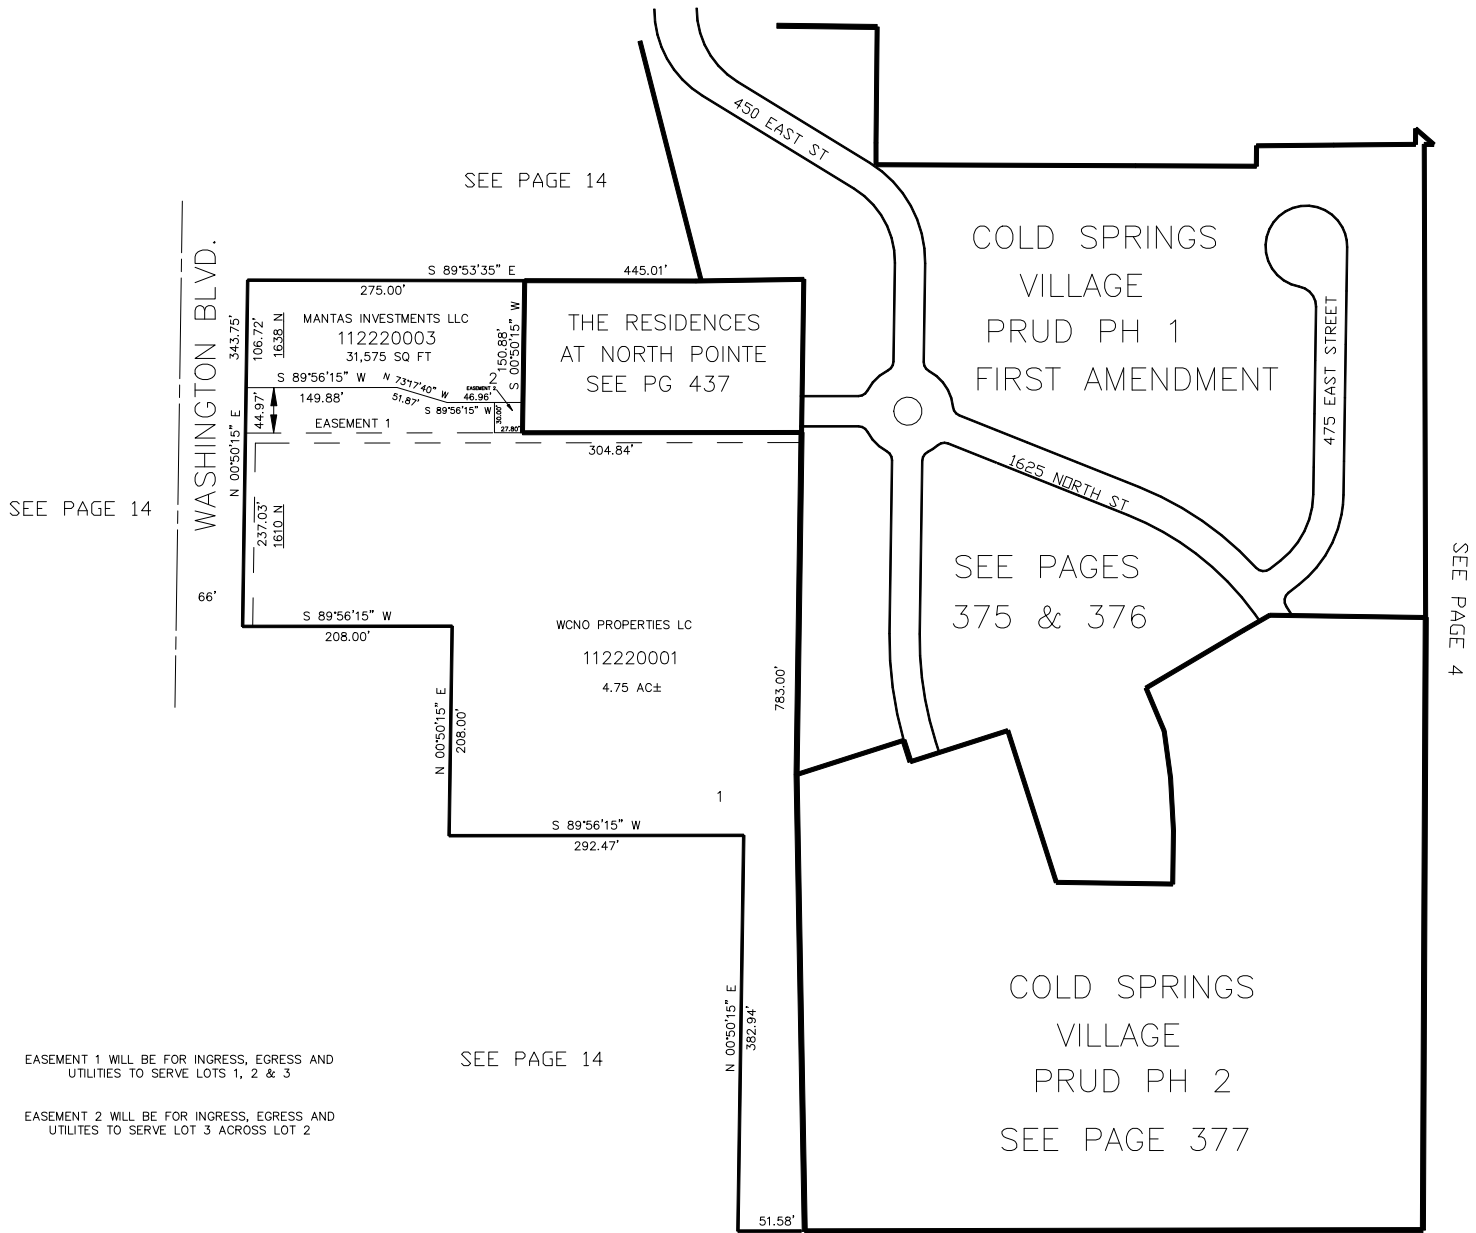 450 EAST ST
SEE PAGE 14
COLD SPRINGS
VILLAGE
PRUD PH 1
FIRST AMENDMENT
475 EAST STREET
WASHINGTON BLVD.
S 89°53'35" E
445.01'
275.00'
343.75'
106.72'
1638 N
MANTAS INVESTMENTS LLC
112220003
31,575 SQ FT
150.88'
S 00°50'15" W
THE RESIDENCES
AT NORTH POINTE
SEE PG 437
S 89°56'15" W
149.88'
N 73°17'40" W
51.87'
2
EASEMENT 2
46.96'
S 89°56'15" W
30.00'
27.80'
44.97'
EASEMENT 1
N 00°50'15" E
304.84'
1625 NORTH ST
SEE PAGE 14
237.03'
1610 N
66'
SEE PAGES
375 & 376
SEE PAGE 4
S 89°56'15" W
208.00'
WCNO PROPERTIES LC
112220001
4.75 AC±
783.00'
N 00°50'15" E
208.00'
1
S 89°56'15" W
292.47'
N 00°50'15" E
382.94'
COLD SPRINGS
VILLAGE
PRUD PH 2
SEE PAGE 377
SEE PAGE 14
EASEMENT 1 WILL BE FOR INGRESS, EGRESS AND
UTILITIES TO SERVE LOTS 1, 2 & 3
EASEMENT 2 WILL BE FOR INGRESS, EGRESS AND
UTILITES TO SERVE LOT 3 ACROSS LOT 2
51.58'